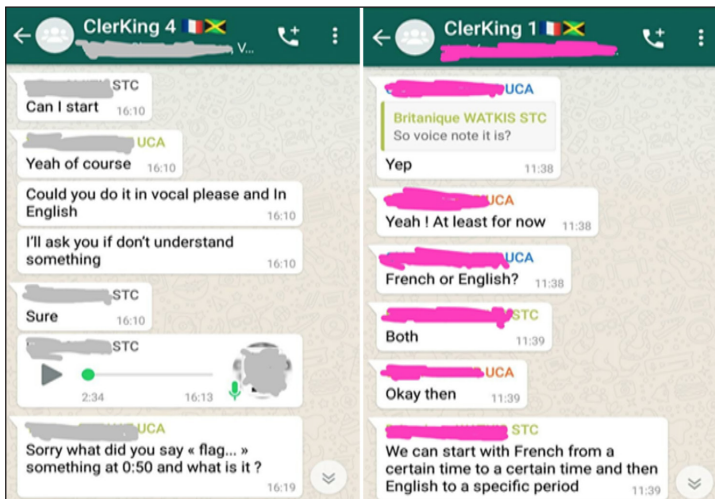 ClerKing 4 🇫🇷🇯🇲
V...
STC
Can I start 16:10
UCA
Yeah of course 16:10
Could you do it in vocal please and In
English 16:10
I'll ask you if don't understand
something 16:10
STC
Sure 16:10
STC
2:34 16:13
UCA
Sorry what did you say « flag... »
something at 0:50 and what is it ?
16:19
ClerKing 1 🇫🇷🇯🇲
UCA
Britanique WATKIS STC
So voice note it is?
Yep 11:38
UCA
Yeah ! At least for now 11:38
UCA
French or English? 11:38
STC
Both 11:39
UCA
Okay then 11:39
STC
We can start with French from a
certain time to a certain time and then
English to a specific period 11:39